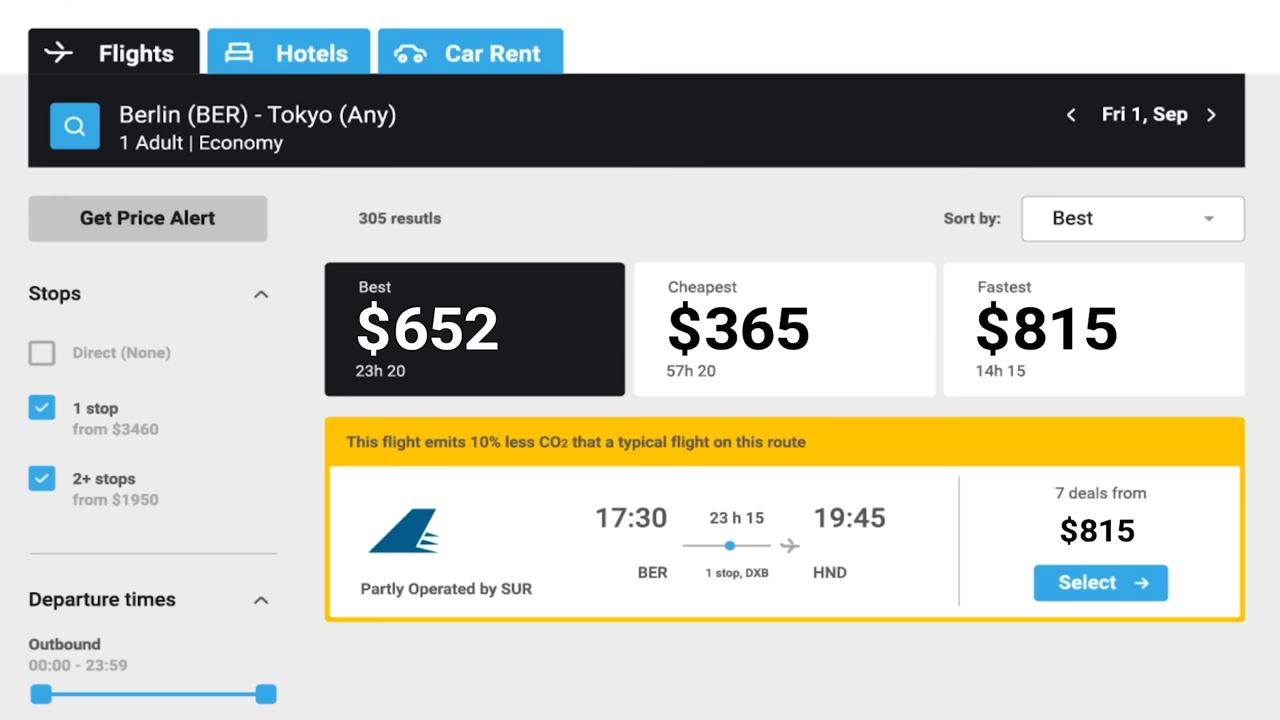 Flights
Hotels
Car Rent
Berlin (BER) - Tokyo (Any)
1 Adult | Economy
Fri 1, Sep
Get Price Alert
305 resutls
Sort by:
Best
Stops
Direct (None)
1 stop
from $3460
2+ stops
from $1950
Departure times
Outbound
00:00 - 23:59
Best
$652
23h 20
Cheapest
$365
57h 20
Fastest
$815
14h 15
This flight emits 10% less CO2 that a typical flight on this route
Partly Operated by SUR
17:30
BER
23 h 15
1 stop, DXB
19:45
HND
7 deals from
$815
Select